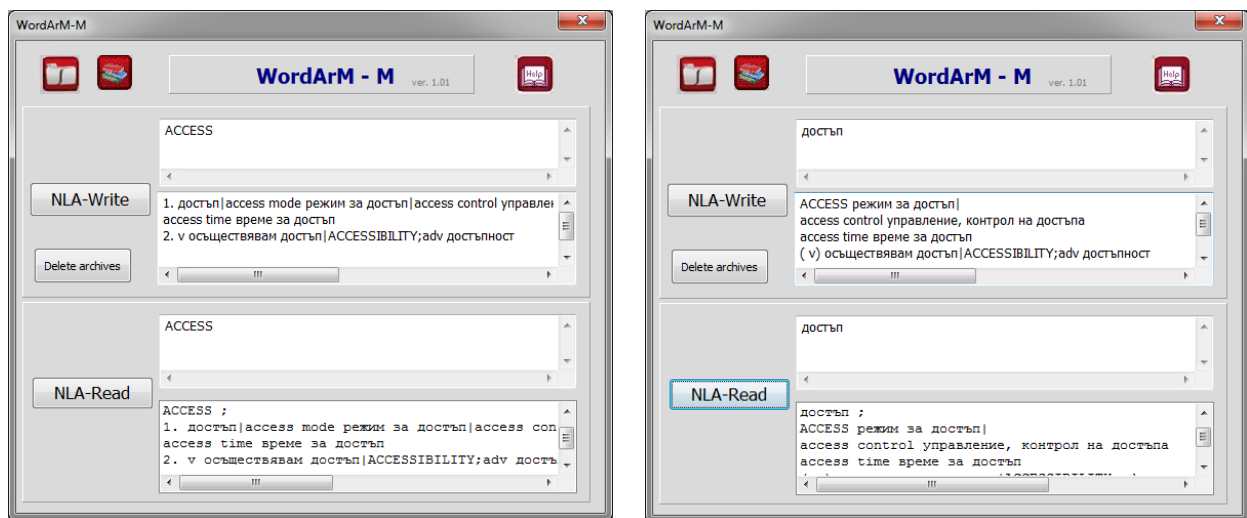 WordArM-M
WordArM - M ver. 1.01
Help
ACCESS
NLA-Write
1. достъп|access mode режим за достъп|access control управлен
access time време за достъп
2. v осъществявам достъп|ACCESSIBILITY;adv достъпност
Delete archives
ACCESS
NLA-Read
ACCESS ;
1. достъп|access mode режим за достъп|access con
access time време за достъп
2. v осъществявам достъп|ACCESSIBILITY;adv достъ
WordArM-M
WordArM - M ver. 1.01
Help
достъп
NLA-Write
ACCESS режим за достъп|
access control управление, контрол на достъпа
access time време за достъп
( v) осъществявам достъп|ACCESSIBILITY;adv достъпност
Delete archives
достъп
NLA-Read
достъп ;
ACCESS режим за достъп|
access control управление, контрол на достъпа
access time време за достъп